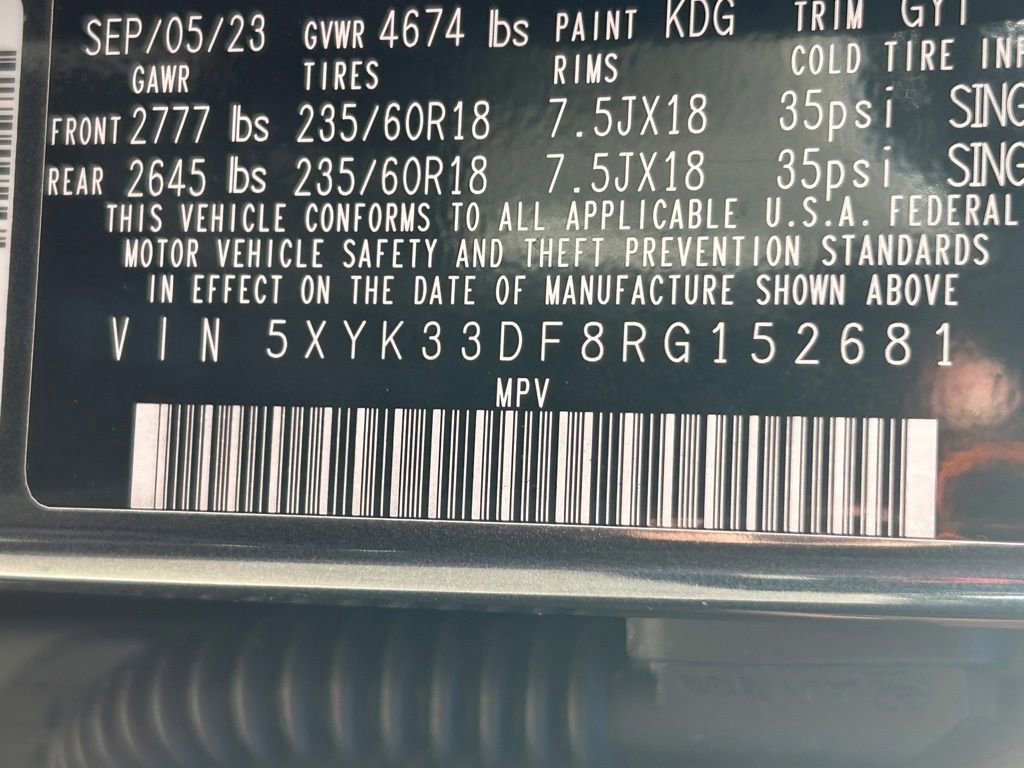 SEP/05/23 GVWR 4674 lbs PAINT KDG TRIM GYT
GAWR TIRES RIMS COLD TIRE INF
FRONT 2777 lbs 235/60R18 7.5JX18 35psi SING
REAR 2645 lbs 235/60R18 7.5JX18 35psi SING
THIS VEHICLE CONFORMS TO ALL APPLICABLE U.S.A. FEDERAL
MOTOR VEHICLE SAFETY AND THEFT PREVENTION STANDARDS
IN EFFECT ON THE DATE OF MANUFACTURE SHOWN ABOVE
VIN 5XYK33DF8RG152681
MPV